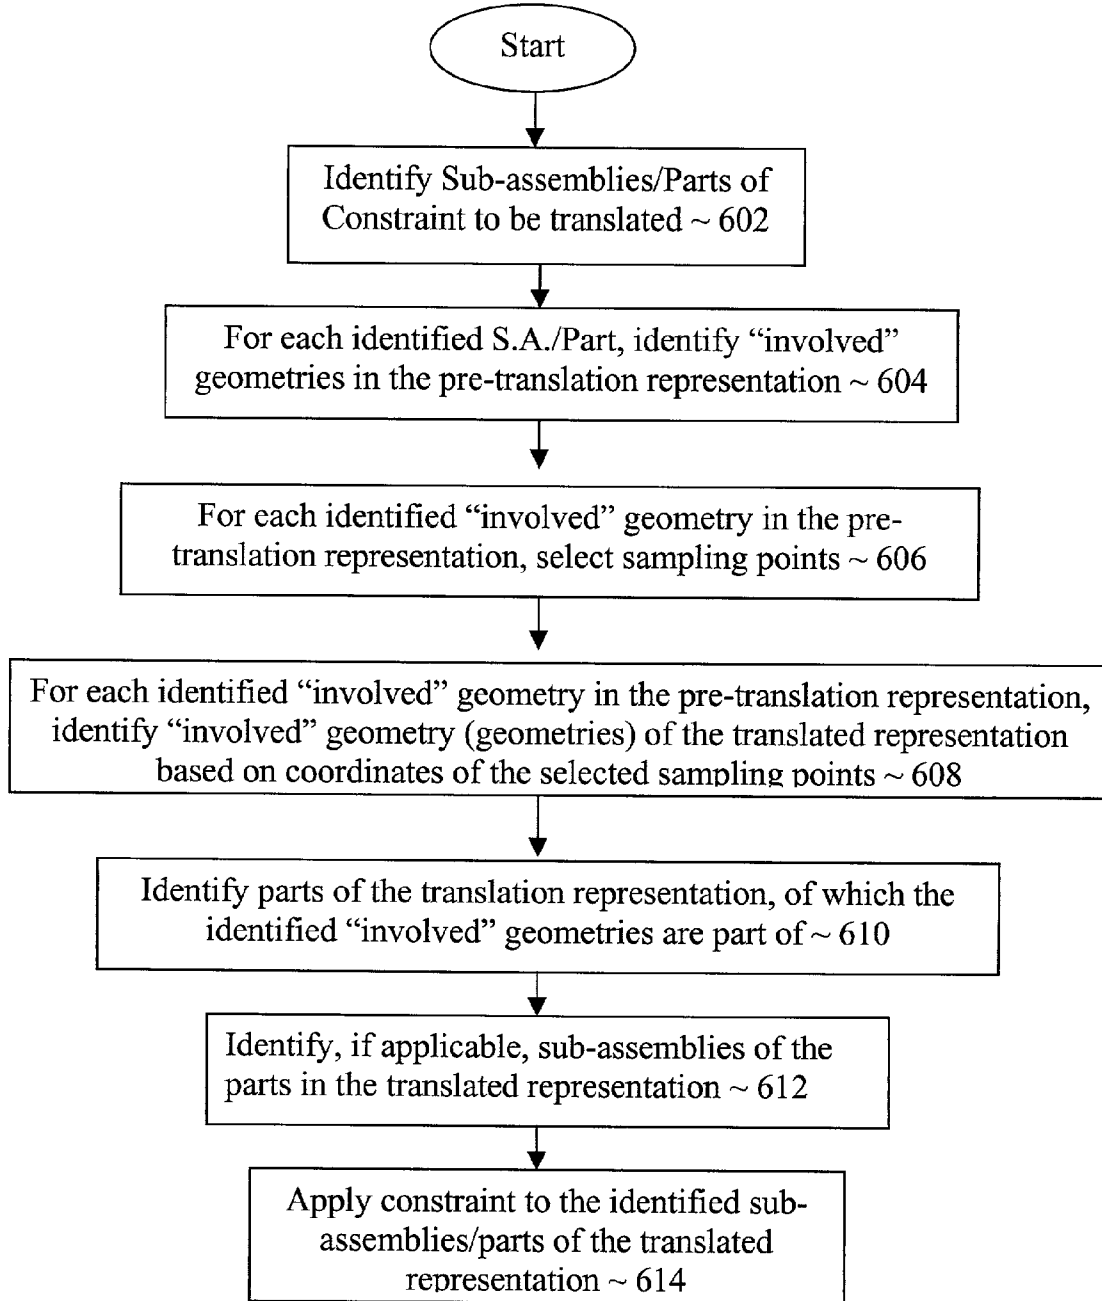 Start
Identify Sub-assemblies/Parts of
Constraint to be translated ~ 602
For each identified S.A./Part, identify “involved”
geometries in the pre-translation representation ~ 604
For each identified “involved” geometry in the pre-
translation representation, select sampling points ~ 606
For each identified “involved” geometry in the pre-translation representation,
identify “involved” geometry (geometries) of the translated representation
based on coordinates of the selected sampling points ~ 608
Identify parts of the translation representation, of which the
identified “involved” geometries are part of ~ 610
Identify, if applicable, sub-assemblies of the
parts in the translated representation ~ 612
Apply constraint to the identified sub-
assemblies/parts of the translated
representation ~ 614